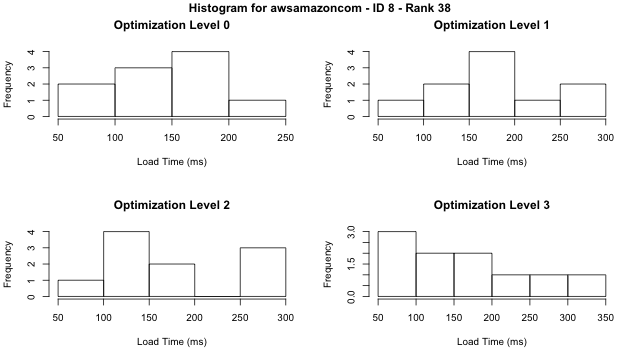 Histogram for awsamazoncom - ID 8 - Rank 38
Optimization Level 0
Frequency
4
3
2
1
0
50 100 150 200 250
Load Time (ms)
Optimization Level 1
Frequency
4
3
2
1
0
50 100 150 200 250 300
Load Time (ms)
Optimization Level 2
Frequency
4
3
2
1
0
50 100 150 200 250 300
Load Time (ms)
Optimization Level 3
Frequency
3.0
1.5
0.0
50 100 150 200 250 300 350
Load Time (ms)